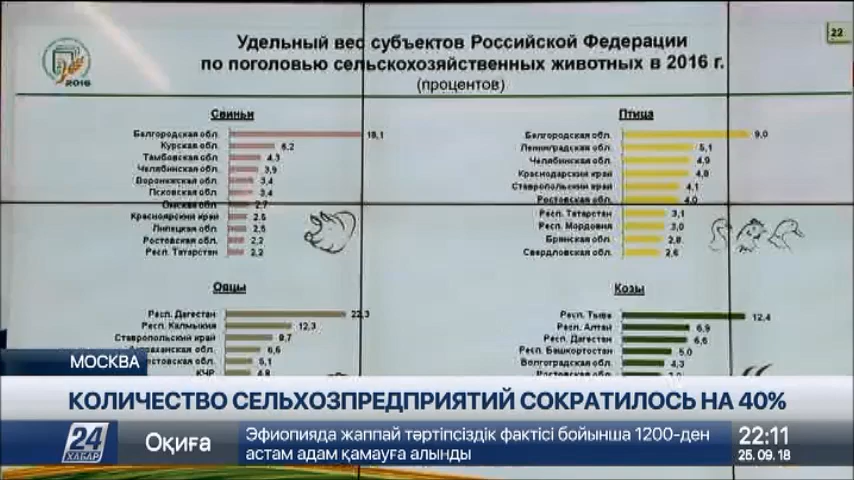 Удельный вес субъектов Российской Федерации
по поголовью сельскохозяйственных животных в 2016 г.
(процентов)
22
2016
Свиньи
Белгородская обл. 18,1
Курская обл. 6,2
Тамбовская обл. 4,3
Челябинская обл. 3,9
Воронежская обл. 3,4
Псковская обл. 3,4
Омская обл. 2,7
Красноярский край 2,5
Липецкая обл.
Ростовская обл. 2,2
Респ. Татарстан 2,2
Птица
Белгородская обл. 9,0
Ленинградская обл. 5,1
Челябинская обл. 4,9
Краснодарский край
Ставропольский край 4,1
Ростовская обл. 4,0
Респ. Татарстан 3,1
Респ. Мордовия 3,0
Брянская обл. 2,8
Свердловская обл. 2,6
Овцы
Респ. Дагестан 22,3
Респ. Калмыкия 12,3
Ставропольский край
обл. 6,6
Ростовская обл. 5,1
КЧР 4,8
Козы
Респ. Тыва 12,4
Респ. Алтай 6,9
Респ. Дагестан 6,6
Респ. Башкортостан 5,0
Волгоградская обл. 4,3
МОСКВА
КОЛИЧЕСТВО СЕЛЬХОЗПРЕДПРИЯТИЙ СОКРАТИЛОСЬ НА 40%
24
ХАБАР
Оқиға
Эфиопияда жаппай тәртіпсіздік фактісі бойынша 1200-ден
астам адам қамауға алынды
22:11
25.09.18